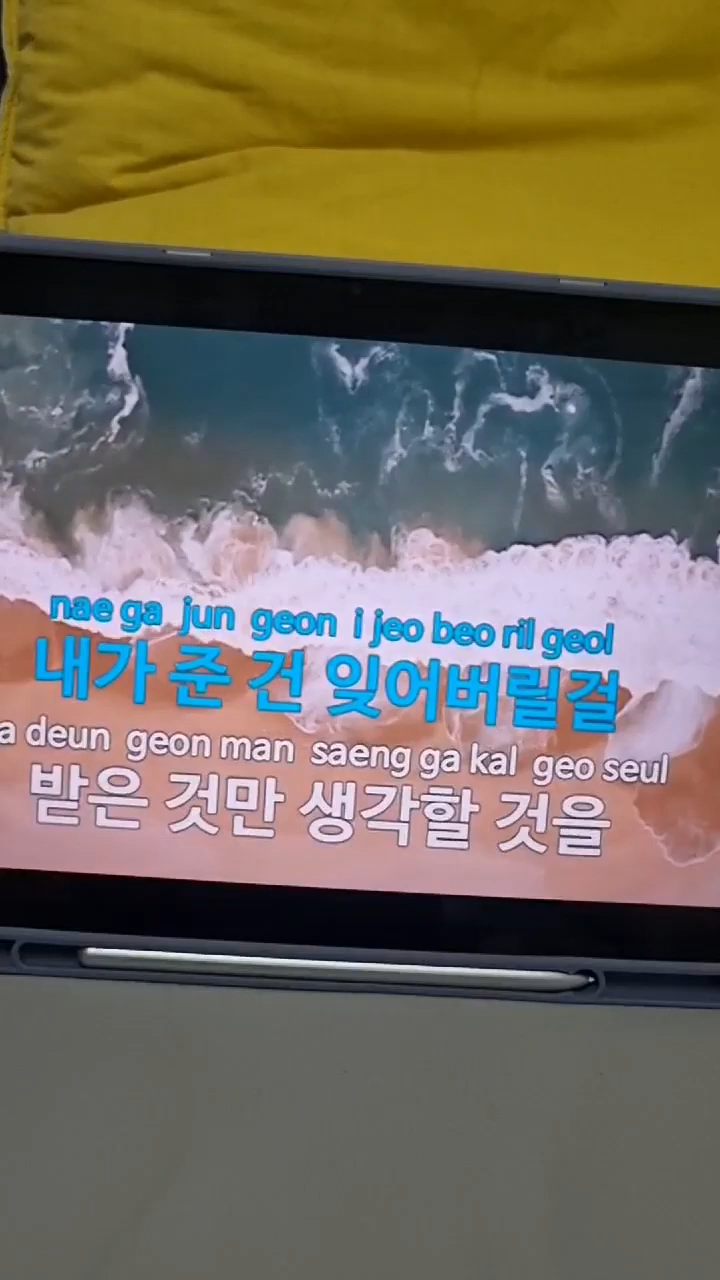 nae ga jun geon i jeo beo ril geol
내가 준 건 잊어버릴걸
a deun geon man saeng ga kal geo seul
받은 것만 생각할 것을